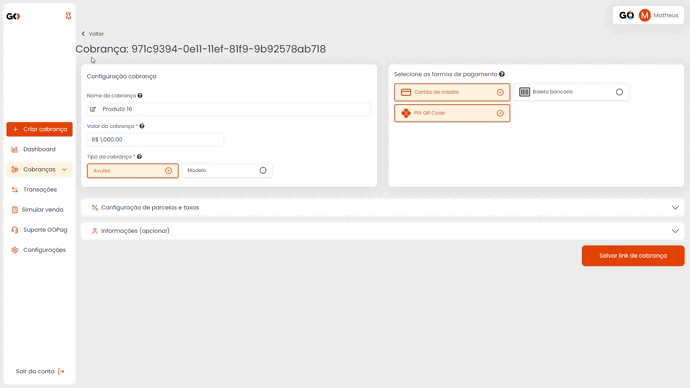 GO
GO M Matheus
Voltar
Cobrança: 971c9394-0e11-11ef-81f9-9b92578ab718
Configuração cobrança
Nome da cobrança
Produto 16
Valor da cobrança *
R$ 1,000.00
Tipo da cobrança *
Avulsa
Modelo
Selecione as formas de pagamento
Cartão de crédito
Boleto bancário
PIX QR Code
Configuração de parcelas e taxas
Informações (opcional)
Salvar link de cobrança
+ Criar cobrança
Dashboard
Cobranças
Transações
Simular venda
Suporte GOPag
Configurações
Sair da conta